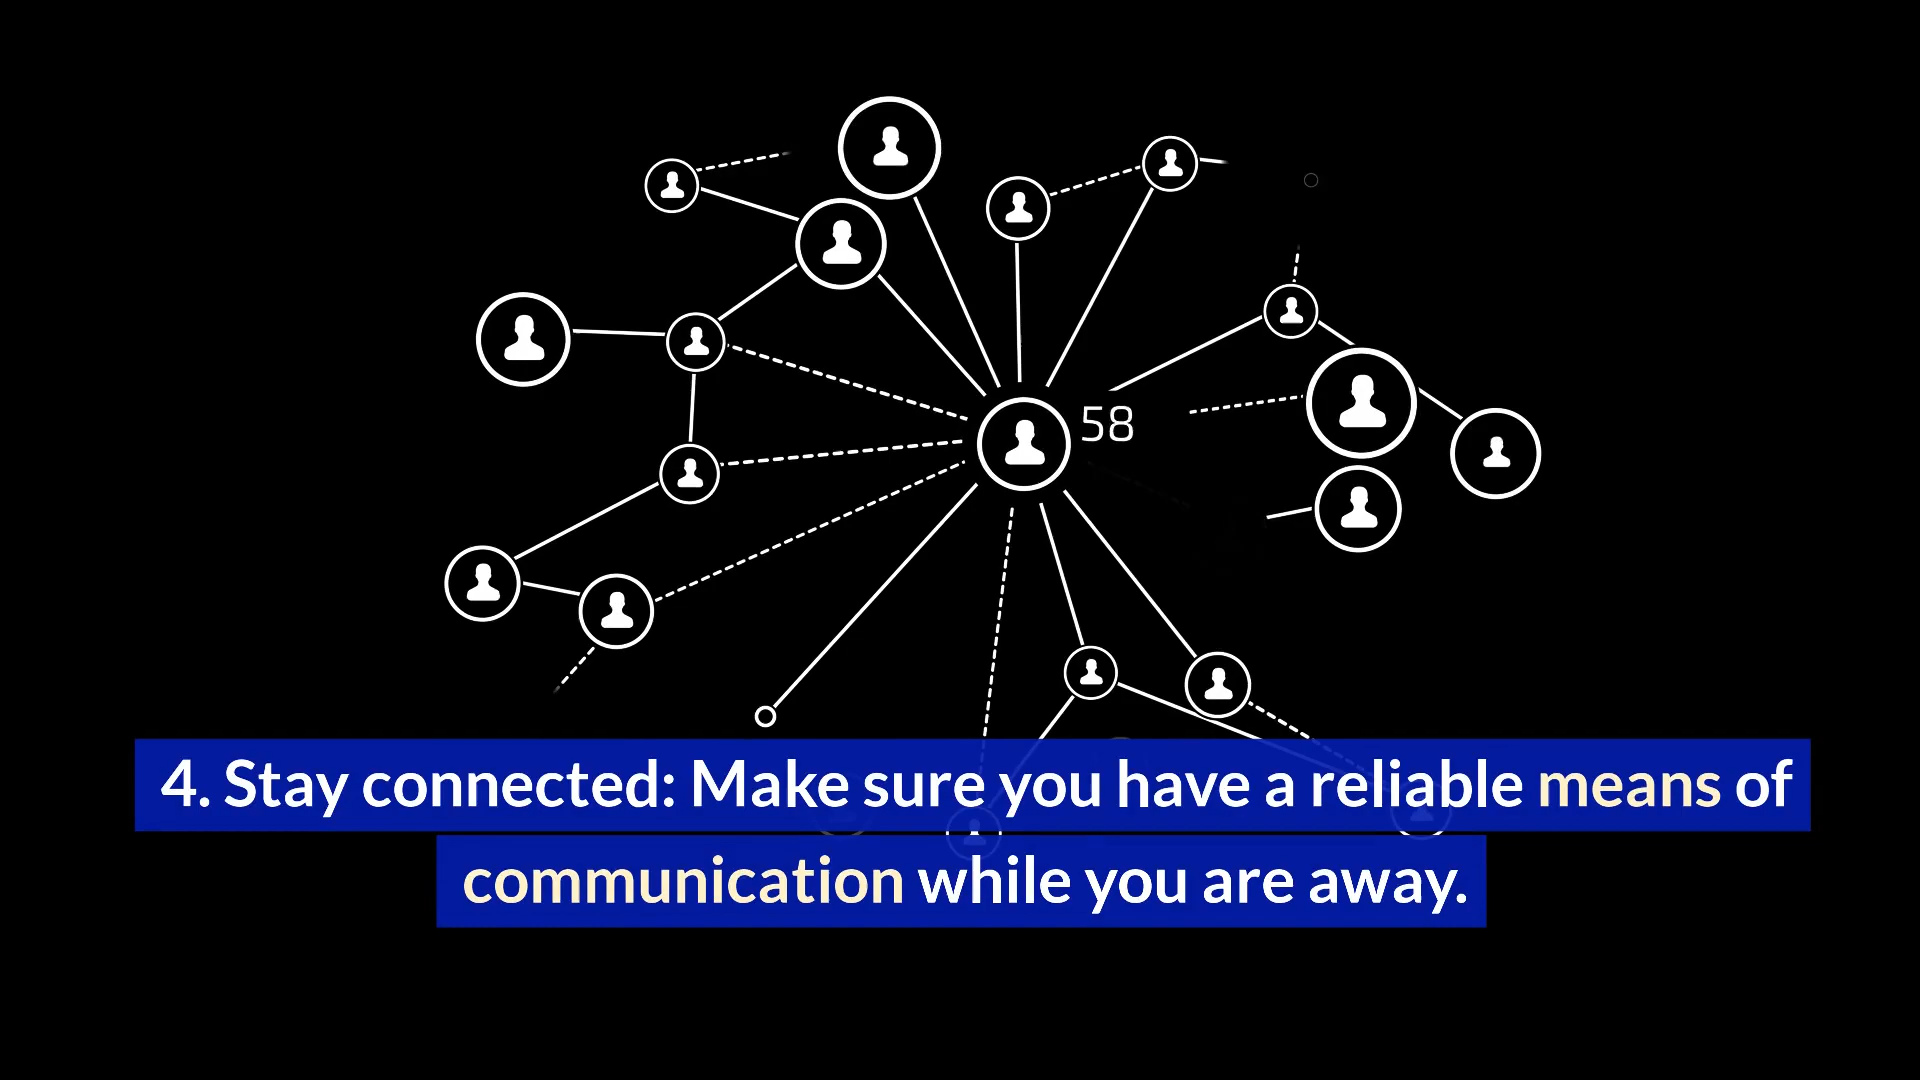 58
4. Stay connected: Make sure you have a reliable means of
communication while you are away.